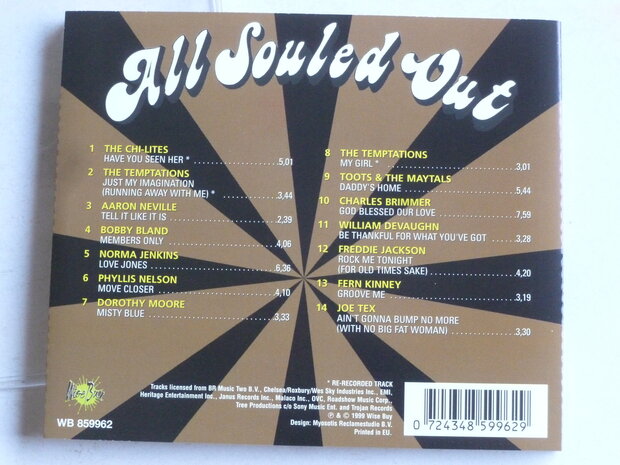 All Souled Out
1 THE CHI-LITES
HAVE YOU SEEN HER * 5,01
2 THE TEMPTATIONS
JUST MY IMAGINATION
(RUNNING AWAY WITH ME) * 3,44
3 AARON NEVILLE
TELL IT LIKE IT IS 2,39
4 BOBBY BLAND
MEMBERS ONLY 4,06
5 NORMA JENKINS
LOVE JONES 6,36
6 PHYLLIS NELSON
MOVE CLOSER 4,10
7 DOROTHY MOORE
MISTY BLUE 3,33
8 THE TEMPTATIONS
MY GIRL * 3,01
9 TOOTS & THE MAYTALS
DADDY'S HOME 5,44
10 CHARLES BRIMMER
GOD BLESSED OUR LOVE 7,59
11 WILLIAM DEVAUGHN
BE THANKFUL FOR WHAT YOU'VE GOT 3,28
12 FREDDIE JACKSON
ROCK ME TONIGHT
(FOR OLD TIMES SAKE) 4,20
13 FERN KINNEY
GROOVE ME 3,19
14 JOE TEX
AIN'T GONNA BUMP NO MORE
(WITH NO BIG FAT WOMAN) 3,30
* RE-RECORDED TRACK
Tracks licensed from BR Music Two B.V., Chelsea/Roxbury/Wes Sky Industries Inc., EMI,
Heritage Entertainment Inc., Janus Records Inc., Malaco Inc., OVC, Roadshow Music Corp.,
Tree Productions c/o Sony Music Ent. and Trojan Records
℗ & © 1999 Wise Buy
Design: Myosotis Reclamestudio B.V.
Printed in EU.
Wise Buy
WB 859962
0 724348 599629